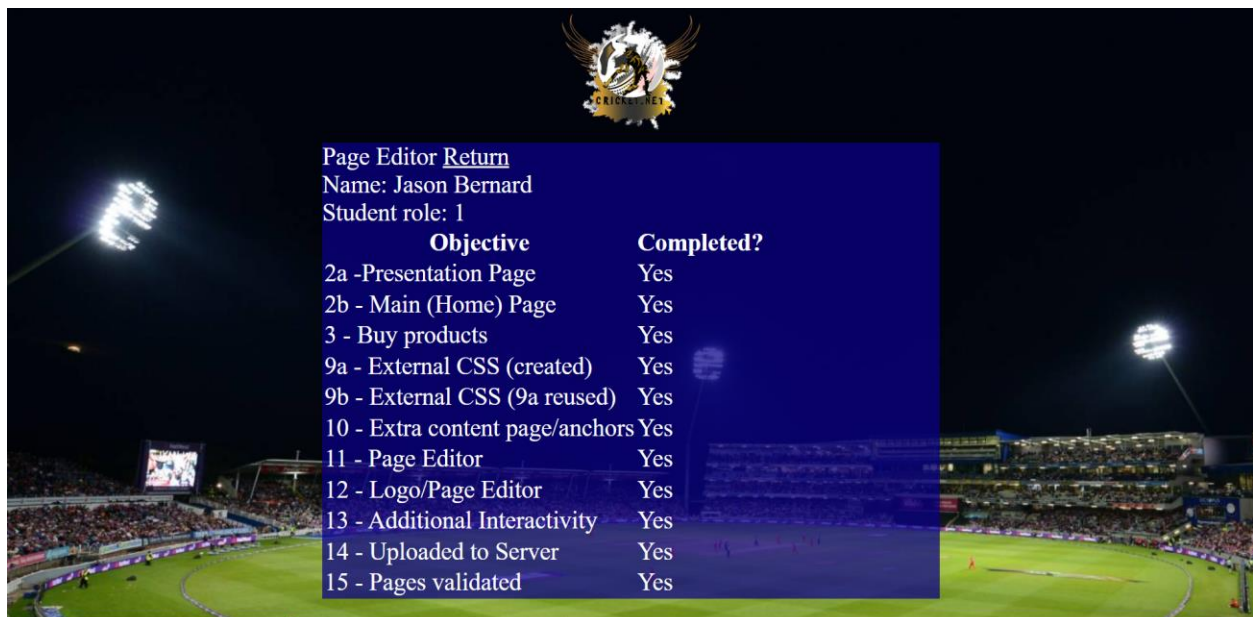 CRICKET.NET
Page Editor Return
Name: Jason Bernard
Student role: 1
Objective Completed?
2a -Presentation Page Yes
2b - Main (Home) Page Yes
3 - Buy products Yes
9a - External CSS (created) Yes
9b - External CSS (9a reused) Yes
10 - Extra content page/anchors Yes
11 - Page Editor Yes
12 - Logo/Page Editor Yes
13 - Additional Interactivity Yes
14 - Uploaded to Server Yes
15 - Pages validated Yes